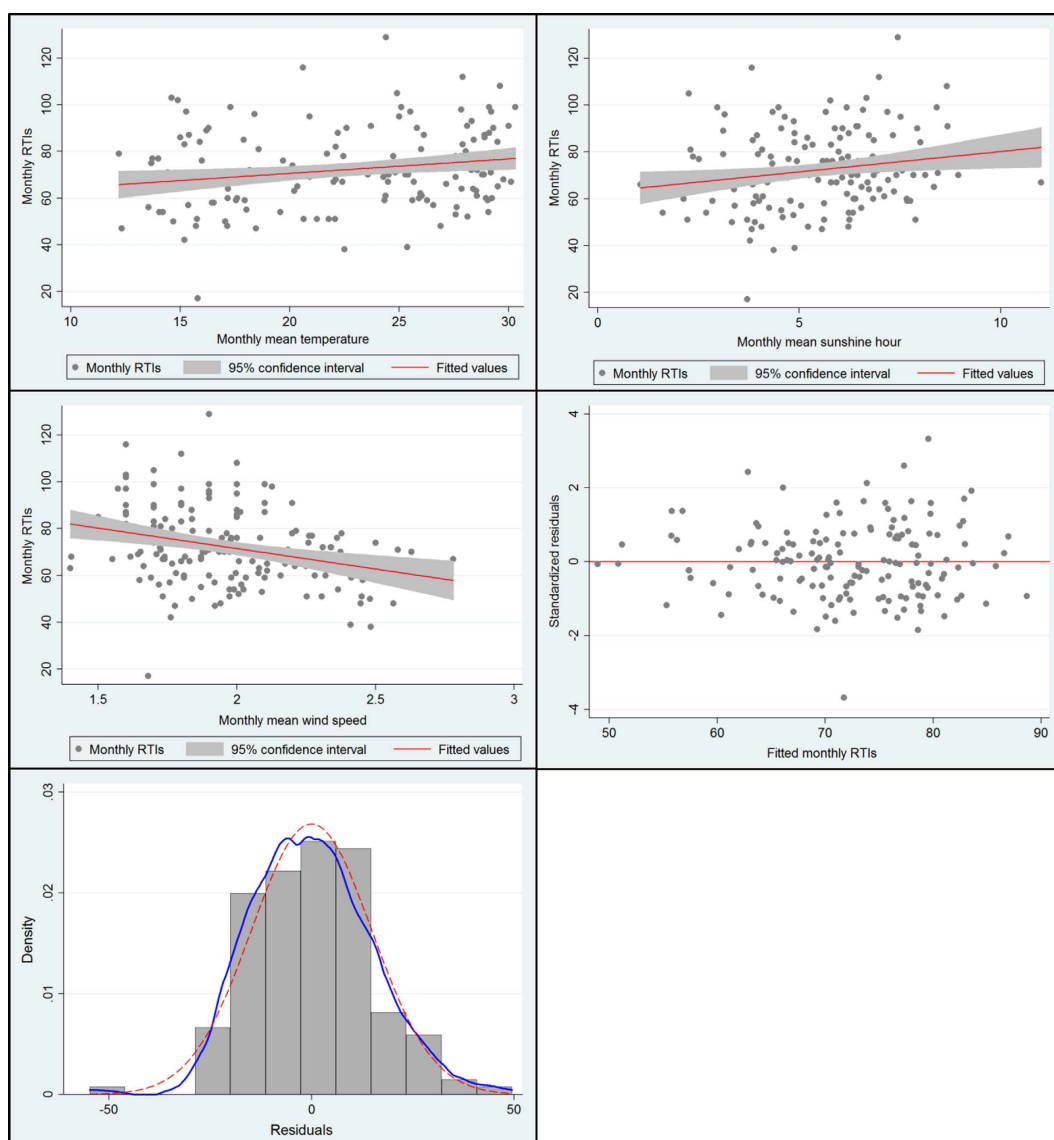 120
100
80
60
40
20
Monthly RTIs
10 15 20 25 30
Monthly mean temperature
Monthly RTIs 95% confidence interval Fitted values
120
100
80
60
40
20
Monthly RTIs
0 5 10
Monthly mean sunshine hour
Monthly RTIs 95% confidence interval Fitted values
120
100
80
60
40
20
Monthly RTIs
1.5 2 2.5 3
Monthly mean wind speed
Monthly RTIs 95% confidence interval Fitted values
4
2
0
-2
-4
Standardized residuals
50 60 70 80 90
Fitted monthly RTIs
.03
.02
.01
0
Density
-50 0 50
Residuals